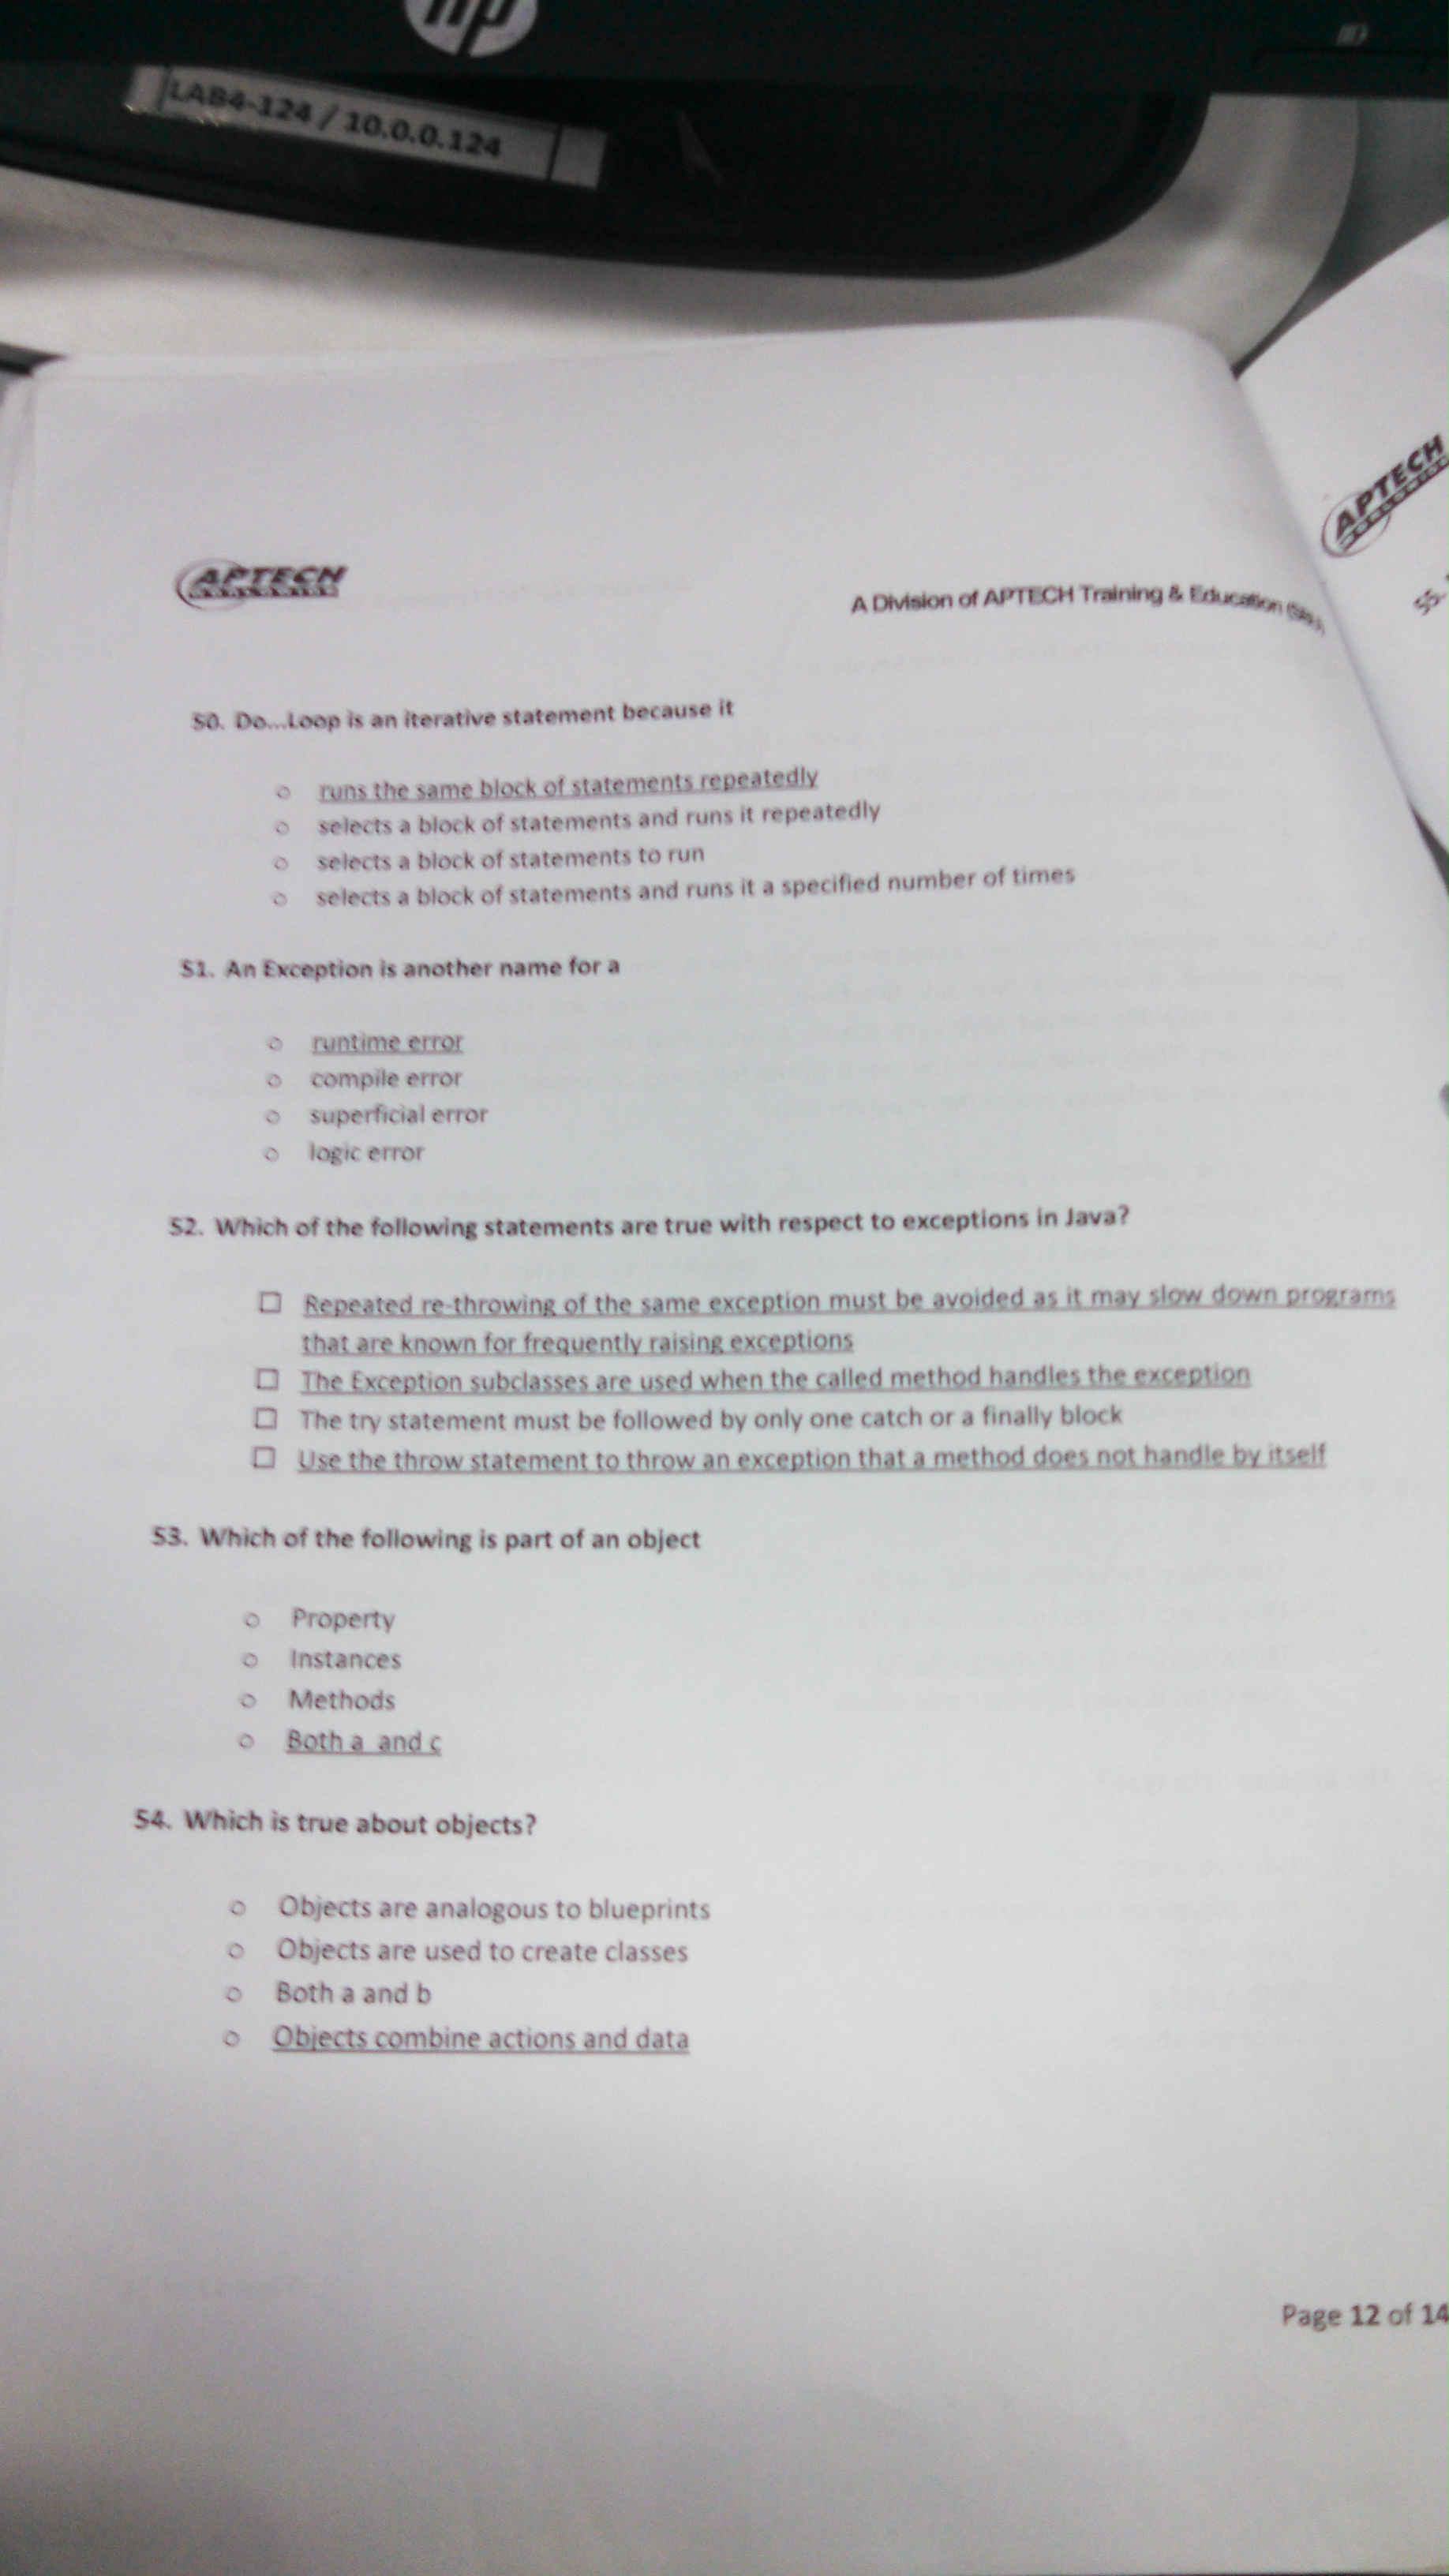 hp
LAB4-124 / 10.0.0.124
APTECH
APTECH
55.
A Division of APTECH Training & Education
50. Do...Loop is an iterative statement because it
runs the same block of statements repeatedly
selects a block of statements and runs it repeatedly
selects a block of statements to run
selects a block of statements and runs it a specified number of times
51. An Exception is another name for a
runtime error
compile error
superficial error
logic error
52. Which of the following statements are true with respect to exceptions in Java?
Repeated re-throwing of the same exception must be avoided as it may slow down programs
that are known for frequently raising exceptions
The Exception subclasses are used when the called method handles the exception
The try statement must be followed by only one catch or a finally block
Use the throw statement to throw an exception that a method does not handle by itself
53. Which of the following is part of an object
Property
Instances
Methods
Both a and c
54. Which is true about objects?
Objects are analogous to blueprints
Objects are used to create classes
Both a and b
Objects combine actions and data
Page 12 of 14